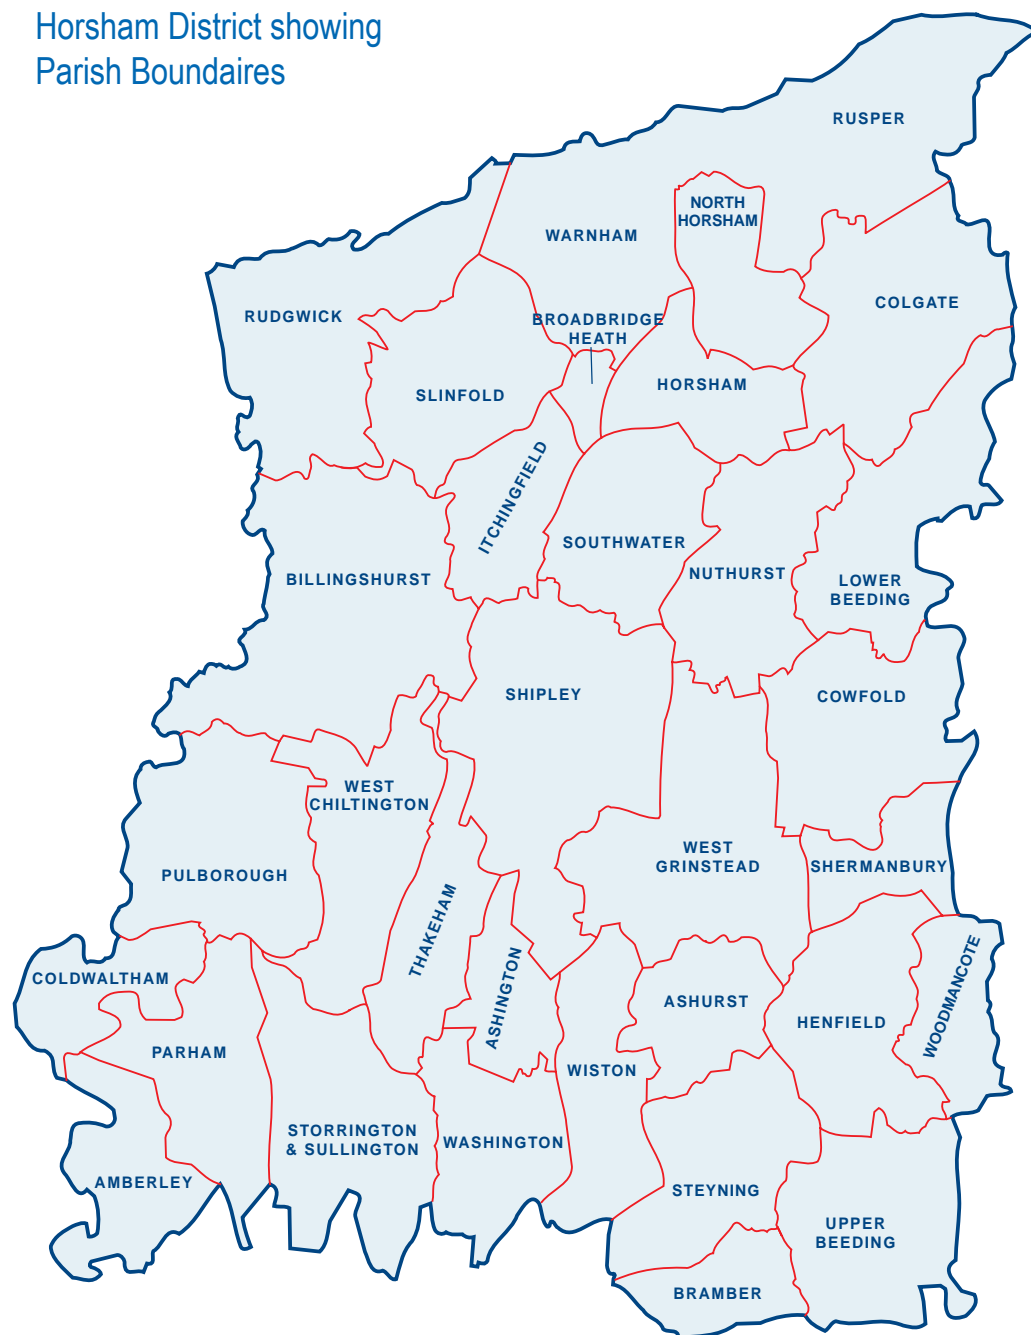 Horsham District showing
Parish Boundaires
RUSPER
NORTH
HORSHAM
WARNHAM
COLGATE
RUDGWICK
BROADBRIDGE
HEATH
SLINFOLD
HORSHAM
ITCHINGFIELD
SOUTHWATER
BILLINGSHURST
NUTHURST
LOWER
BEEDING
SHIPLEY
COWFOLD
WEST
CHILTINGTON
WEST
GRINSTEAD
SHERMANBURY
PULBOROUGH
THAKEHAM
COLDWALTHAM
ASHINGTON
ASHURST
HENFIELD
WOODMANCOTE
PARHAM
WISTON
STORRINGTON
& SULLINGTON
WASHINGTON
AMBERLEY
STEYNING
UPPER
BEEDING
BRAMBER